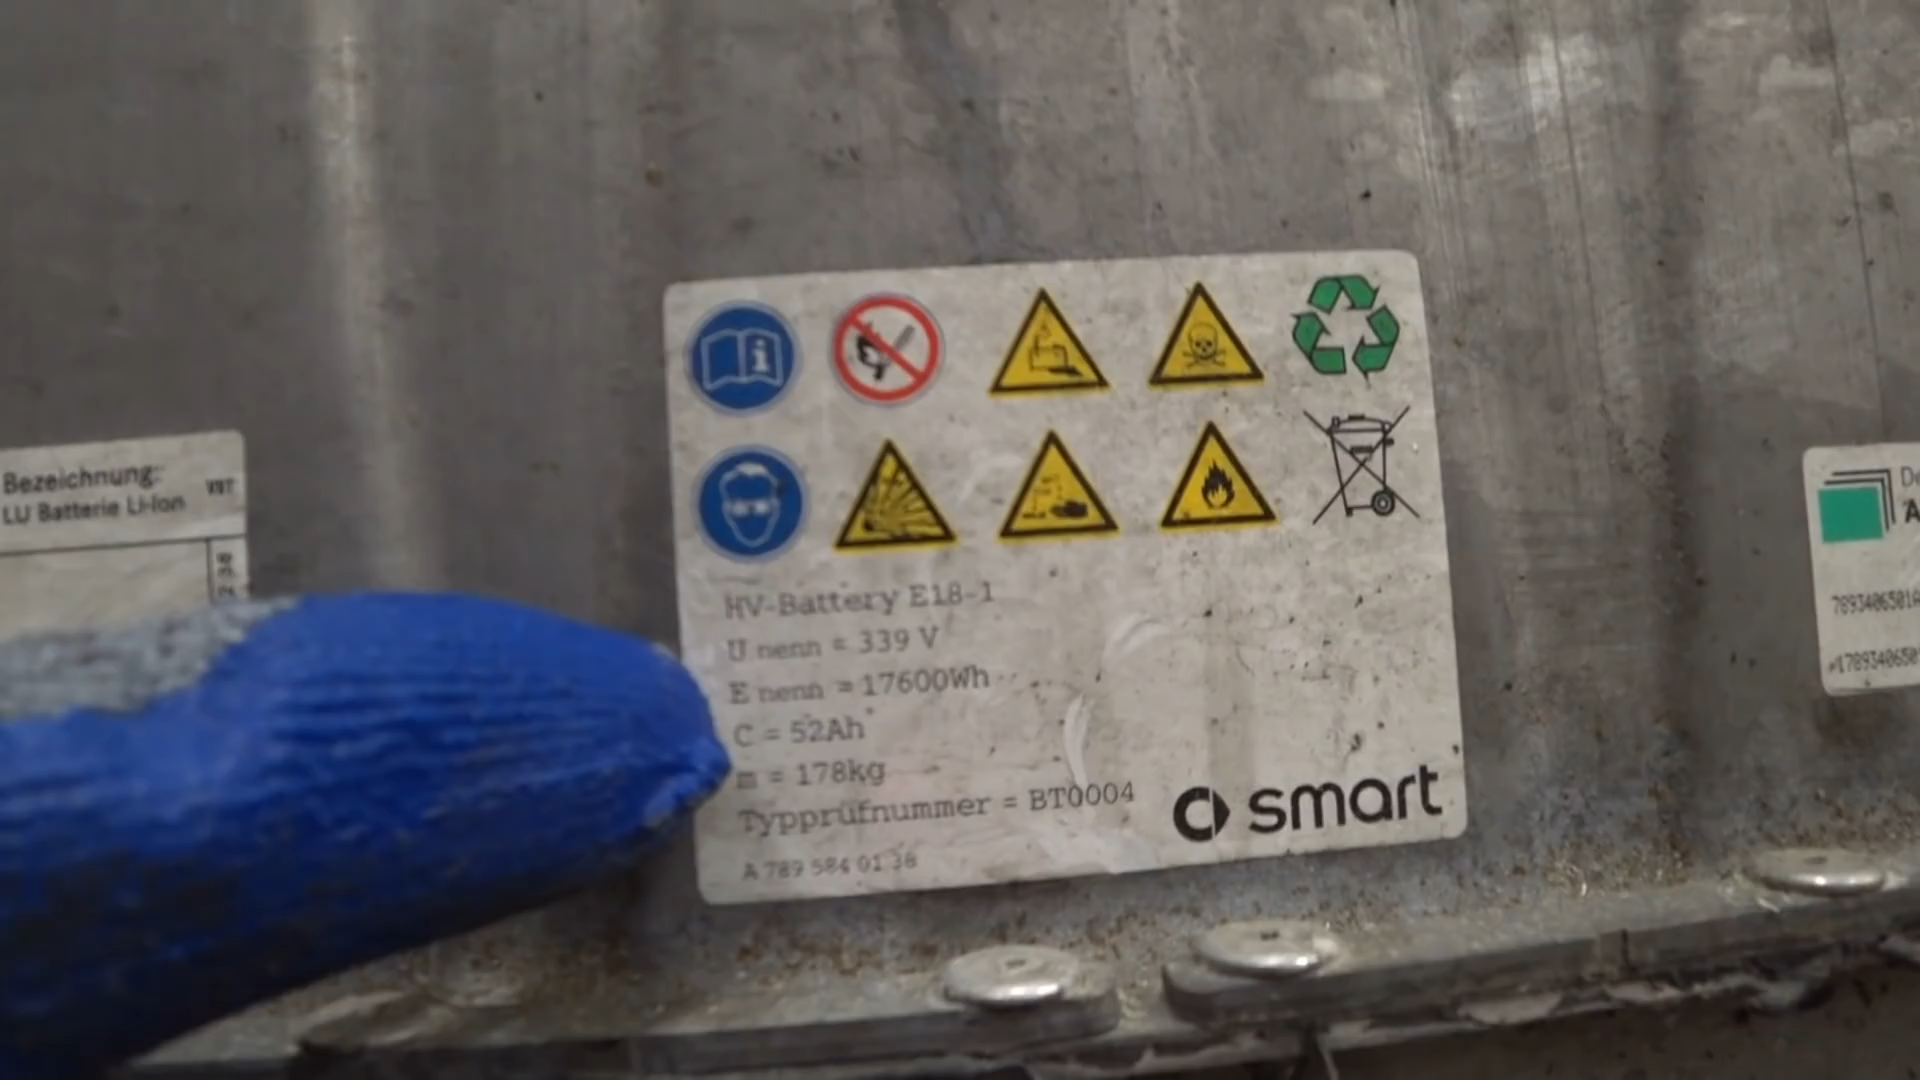 Bezeichnung:
LU Batterie Li-Ion
HV-Battery E18-1
U nenn = 339 V
E nenn = 17600Wh
C = 52Ah
m = 178kg
Typprüfnummer = BT0004
A 789 584 01 38
smart